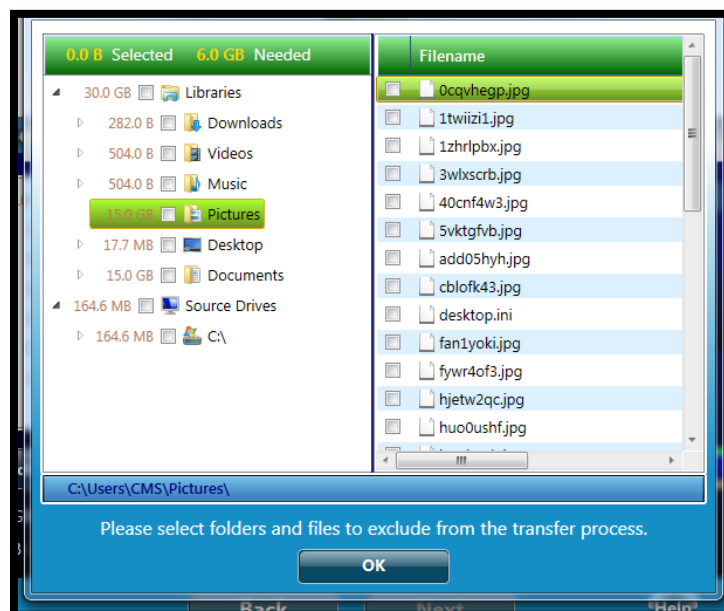 0.0 B Selected 6.0 GB Needed
30.0 GB Libraries
282.0 B Downloads
504.0 B Videos
504.0 B Music
15.0 GB Pictures
17.7 MB Desktop
15.0 GB Documents
164.6 MB Source Drives
164.6 MB C:\
Filename
0cqvhegp.jpg
1twiizi1.jpg
1zhrlpbx.jpg
3wlxscrb.jpg
40cnf4w3.jpg
5vktgfvb.jpg
add05hyh.jpg
cblofk43.jpg
desktop.ini
fan1yoki.jpg
fywr4of3.jpg
hjetw2qc.jpg
huo0ushf.jpg
C:\Users\CMS\Pictures\
Please select folders and files to exclude from the transfer process.
OK
Back Next Help